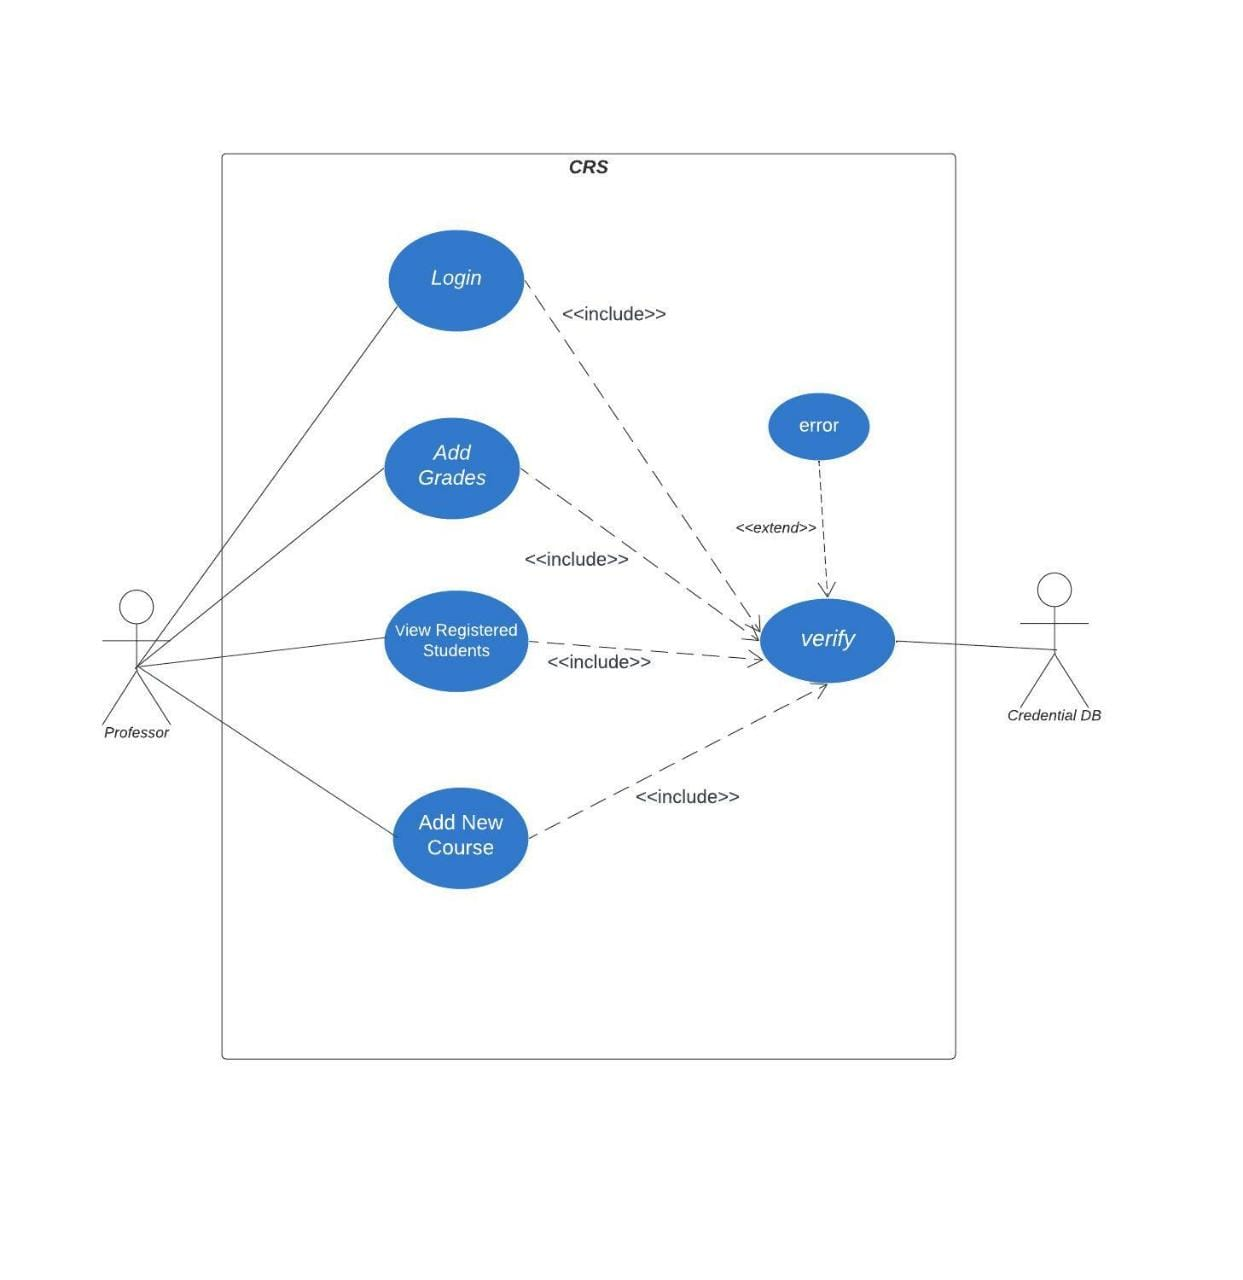 CRS
Login
<<include>>
error
Add
Grades
<<extend>>
<<include>>
View Registered
Students
<<include>>
verify
Professor
Credential DB
<<include>>
Add New
Course